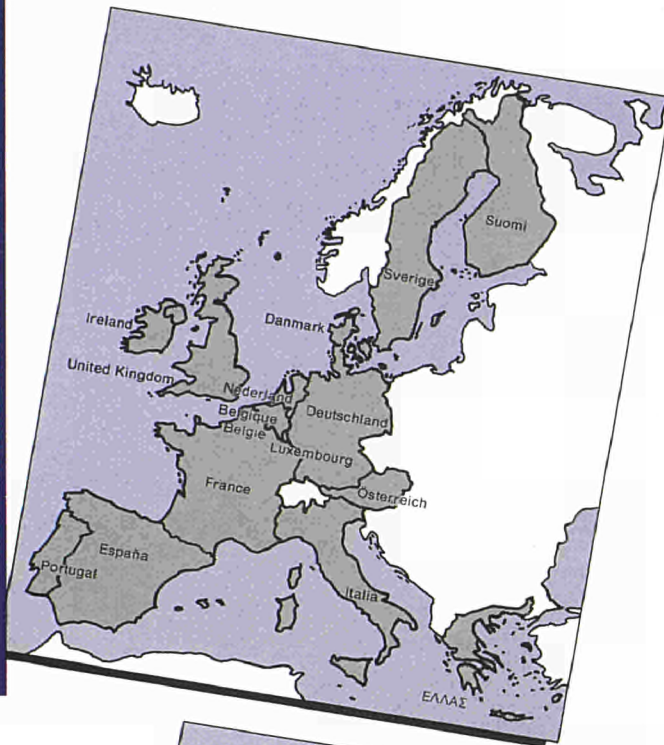 Suomi
Sverige
Ireland
Danmark
United Kingdom
Nederland
Belgique
België
Deutschland
Luxembourg
France
Österreich
España
Portugal
Italia
ΕΛΛΑΣ